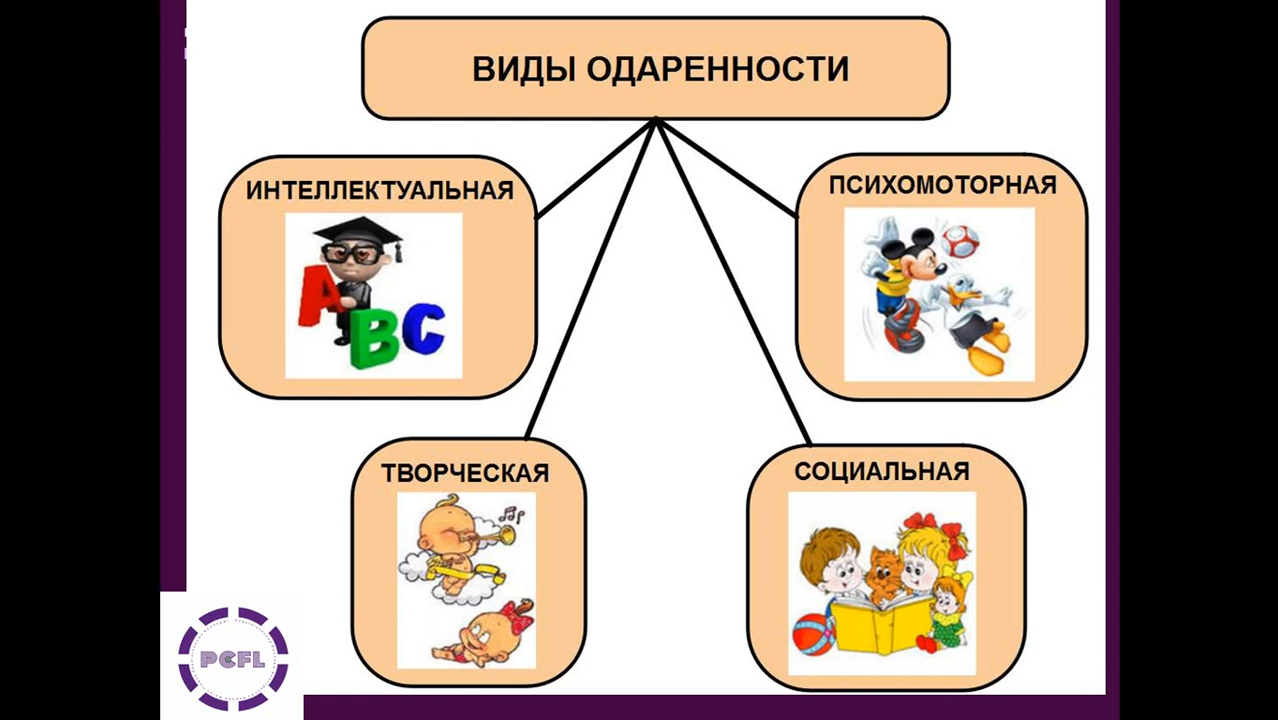 ВИДЫ ОДАРЕННОСТИ
ИНТЕЛЛЕКТУАЛЬНАЯ
ПСИХОМОТОРНАЯ
ABC
ТВОРЧЕСКАЯ
СОЦИАЛЬНАЯ
PCFL